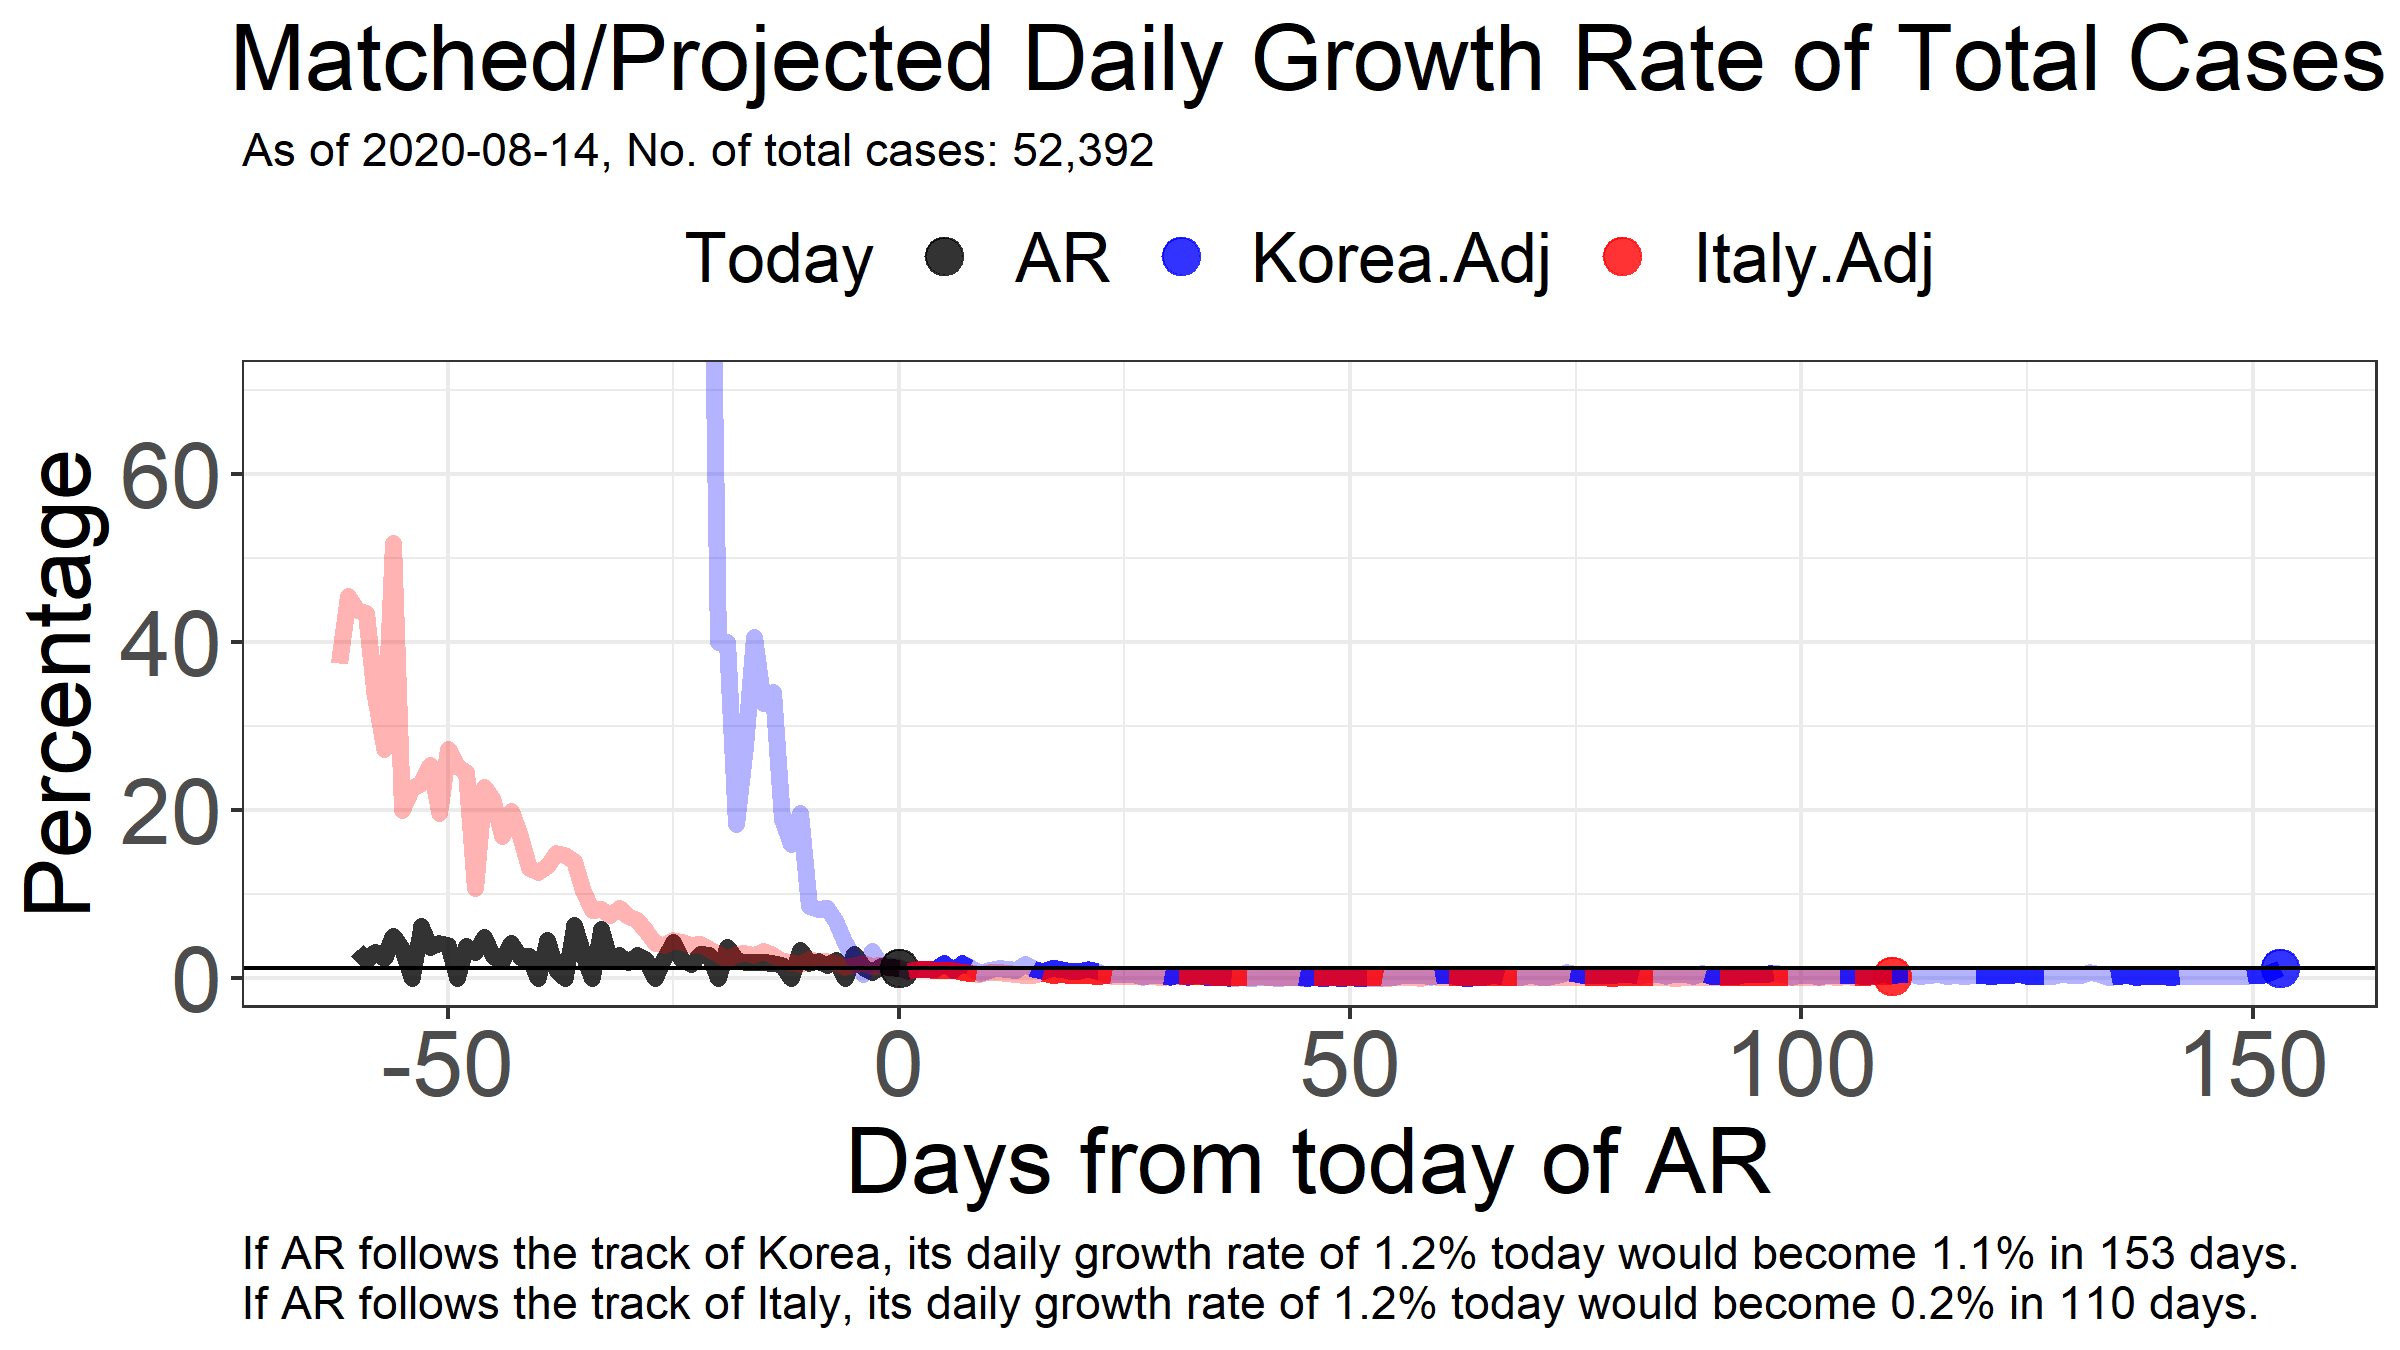 Matched/Projected Daily Growth Rate of Total Cases
As of 2020-08-14, No. of total cases: 52,392
Today AR Korea.Adj Italy.Adj
Percentage
60
40
20
0
-50 0 50 100 150
Days from today of AR
If AR follows the track of Korea, its daily growth rate of 1.2% today would become 1.1% in 153 days.
If AR follows the track of Italy, its daily growth rate of 1.2% today would become 0.2% in 110 days.